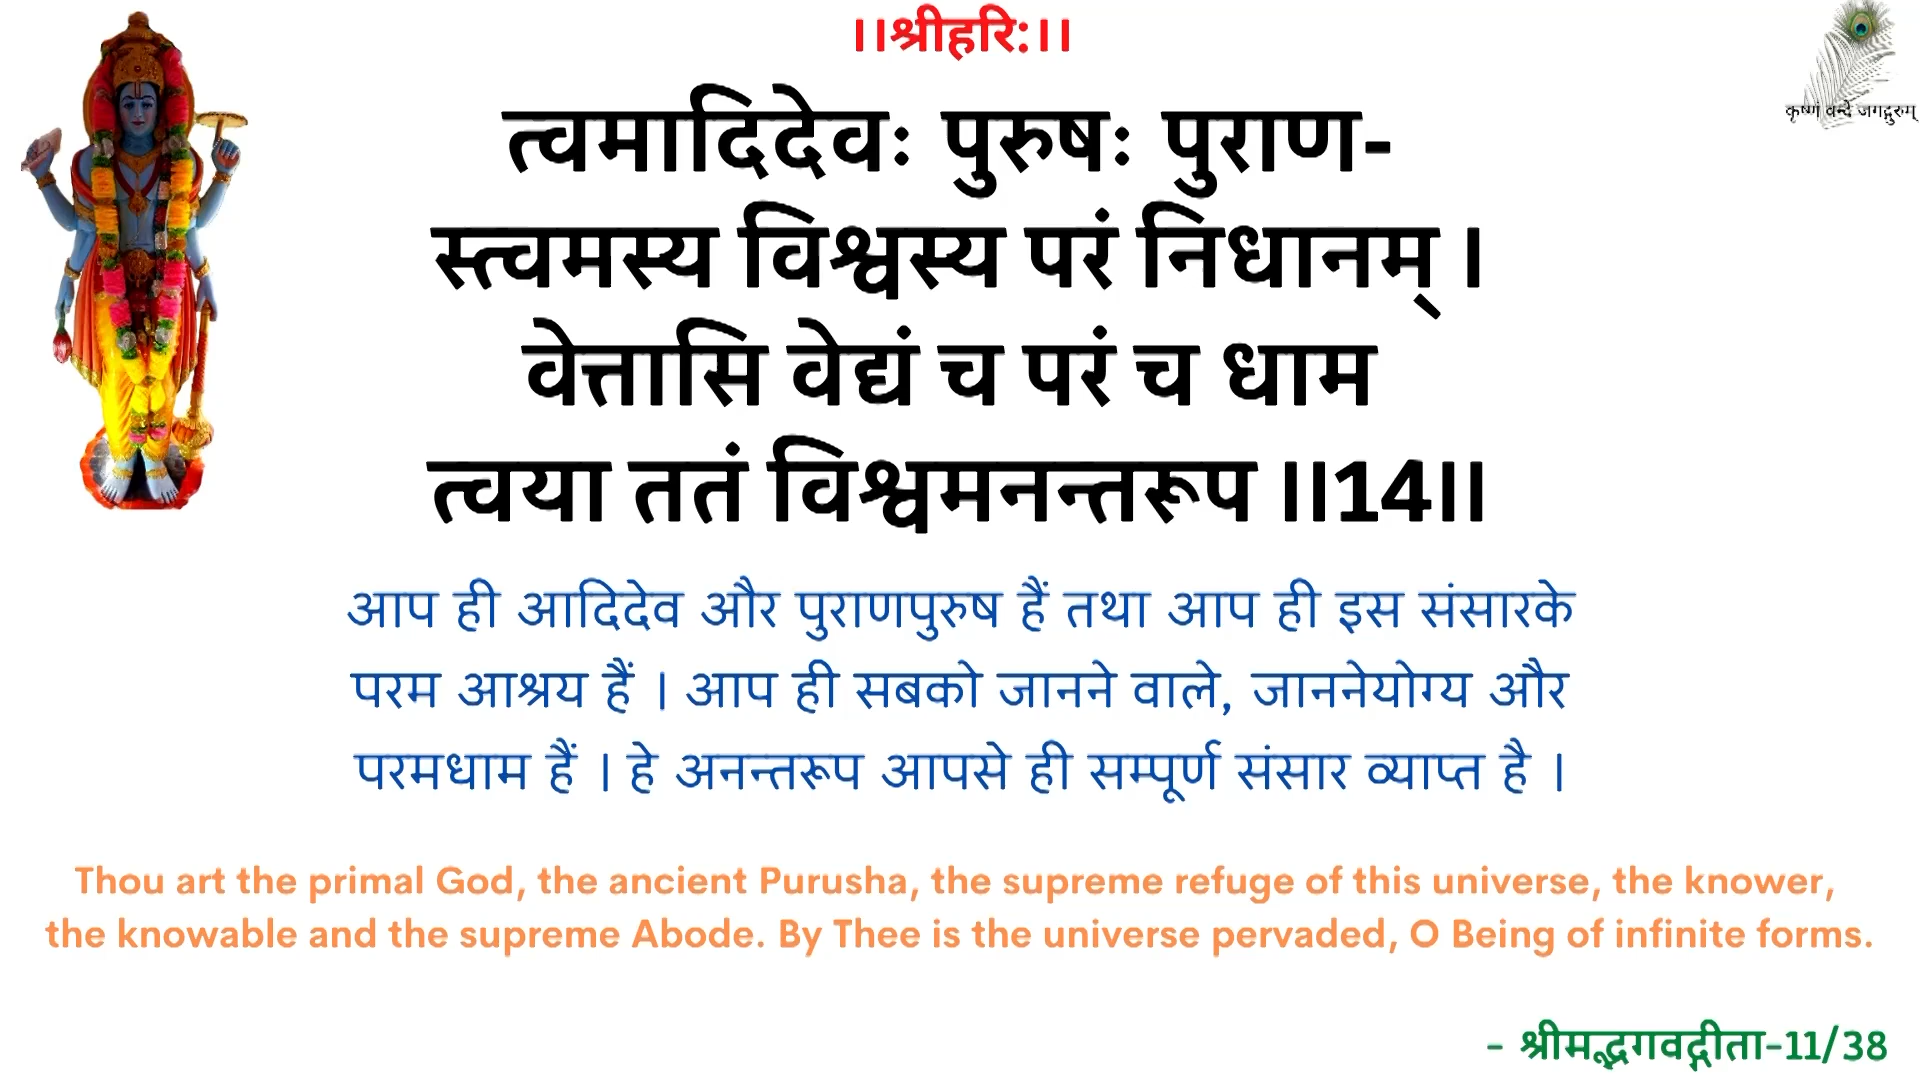 ।।श्रीहरि:।।
कृष्णं वन्दे जगद्गुरुम्
त्वमादिदेवः पुरुषः पुराण-
स्त्वमस्य विश्वस्य परं निधानम् ।
वेत्तासि वेद्यं च परं च धाम
त्वया ततं विश्वमनन्तरूप ।।14।।
आप ही आदिदेव और पुराणपुरुष हैं तथा आप ही इस संसारके
परम आश्रय हैं । आप ही सबको जानने वाले, जाननेयोग्य और
परमधाम हैं । हे अनन्तरूप आपसे ही सम्पूर्ण संसार व्याप्त है ।
Thou art the primal God, the ancient Purusha, the supreme refuge of this universe, the knower,
the knowable and the supreme Abode. By Thee is the universe pervaded, O Being of infinite forms.
- श्रीमद्भगवद्गीता-11/38